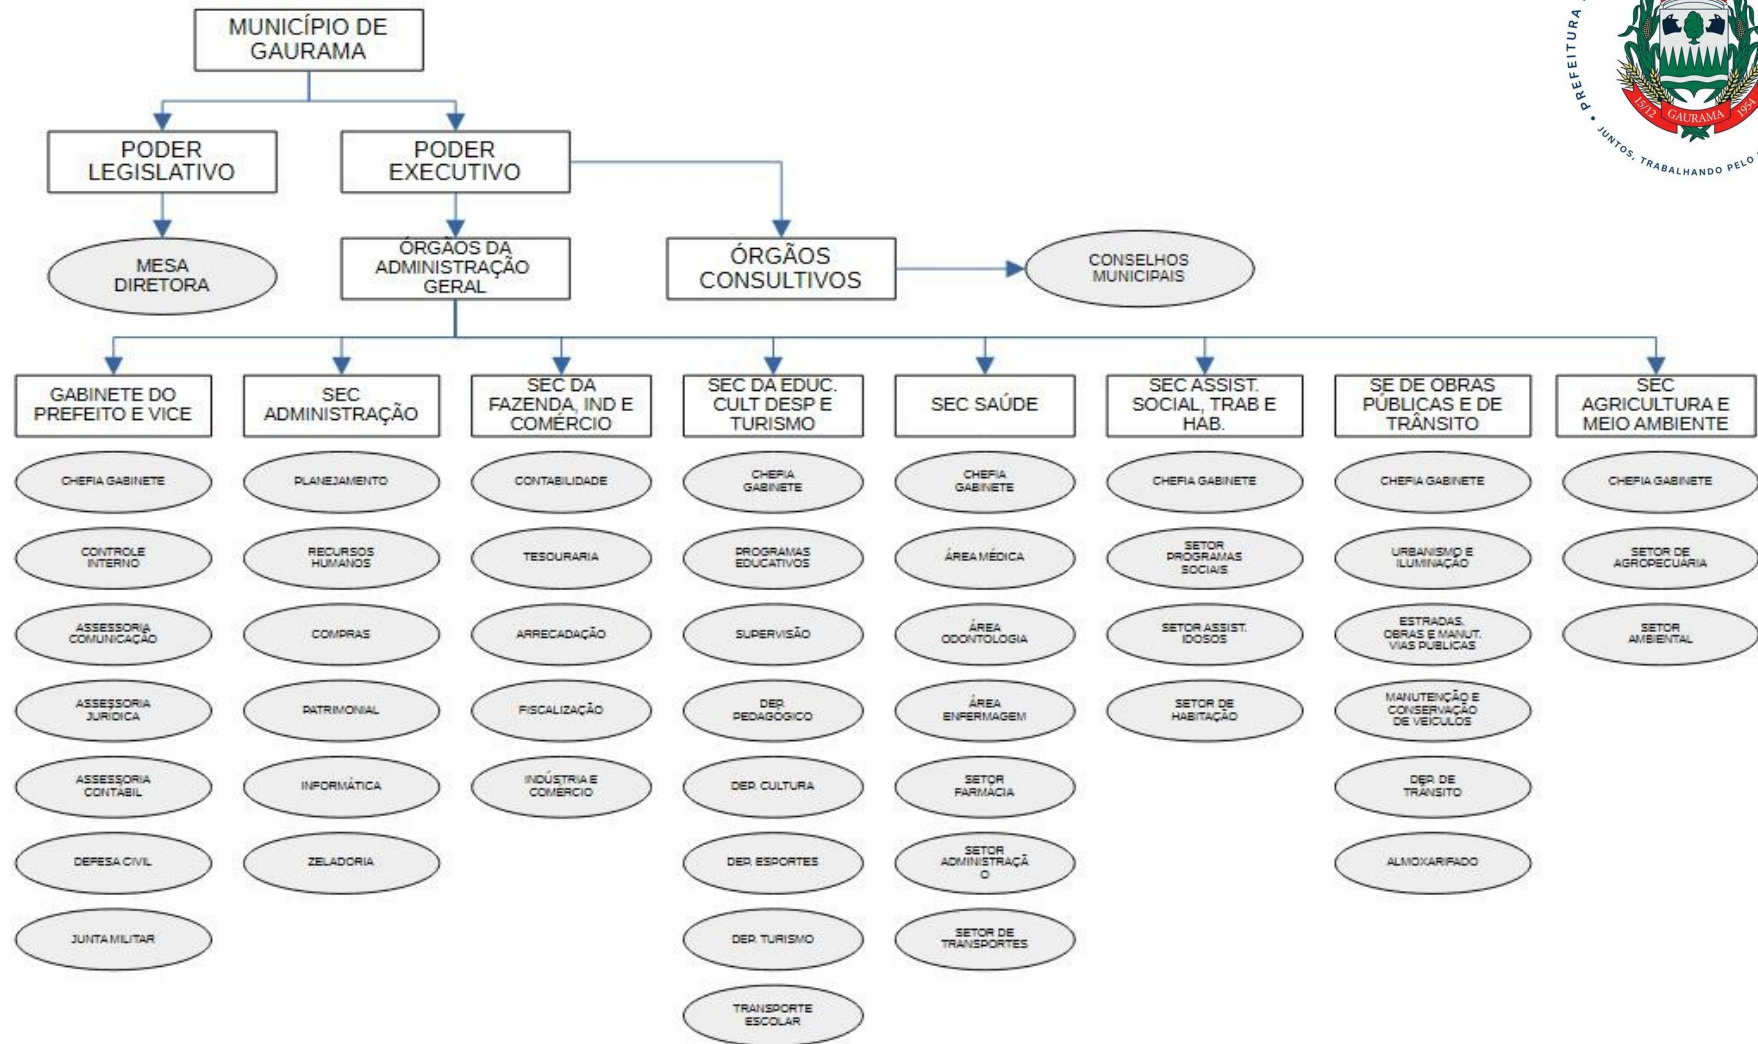 MUNICÍPIO DE
GAURAMA
PREFEITURA
15/12
GAURAMA
1954
• JUNTOS, TRABALHANDO PELO
PODER
LEGISLATIVO
PODER
EXECUTIVO
MESA
DIRETORA
ÓRGÃOS DA
ADMINISTRAÇÃO
GERAL
ÓRGÃOS
CONSULTIVOS
CONSELHOS
MUNICIPAIS
GABINETE DO
PREFEITO E VICE
SEC
ADMINISTRAÇÃO
SEC DA
FAZENDA, IND E
COMÉRCIO
SEC DA EDUC.
CULT DESP E
TURISMO
SEC SAÚDE
SEC ASSIST.
SOCIAL, TRAB E
HAB.
SE DE OBRAS
PÚBLICAS E DE
TRÂNSITO
SEC
AGRICULTURA E
MEIO AMBIENTE
CHEFIA GABINETE
PLANEJAMENTO
CONTABILIDADE
CHEFIA
GABINETE
CHEFIA
GABINETE
CHEFIA GABINETE
CHEFIA GABINETE
CHEFIA GABINETE
CONTROLE
INTERNO
RECURSOS
HUMANOS
TESOURARIA
PROGRAMAS
EDUCATIVOS
ÁREA MÉDICA
SETOR
PROGRAMAS
SOCIAIS
URBANISMO E
ILUMINAÇÃO
SETOR DE
AGROPECUÁRIA
ASSESSORIA
COMUNICAÇÃO
COMPRAS
ARRECADAÇÃO
SUPERVISÃO
ÁREA
ODONTOLOGIA
SETOR ASSIST.
IDOSOS
ESTRADAS,
OBRAS E MANUT.
VIAS PÚBLICAS
SETOR
AMBIENTAL
ASSESSORIA
JURÍDICA
PATRIMONIAL
FISCALIZAÇÃO
DEP.
PEDAGÓGICO
ÁREA
ENFERMAGEM
SETOR DE
HABITAÇÃO
MANUTENÇÃO E
CONSERVAÇÃO
DE VEÍCULOS
ASSESSORIA
CONTÁBIL
INFORMÁTICA
INDÚSTRIA E
COMÉRCIO
DEP. CULTURA
SETOR
FARMÁCIA
DEP. DE
TRÂNSITO
DEFESA CIVIL
ZELADORIA
DEP. ESPORTES
SETOR
ADMINISTRAÇÃ
O
ALMOXARIFADO
JUNTA MILITAR
DEP. TURISMO
SETOR DE
TRANSPORTES
TRANSPORTE
ESCOLAR